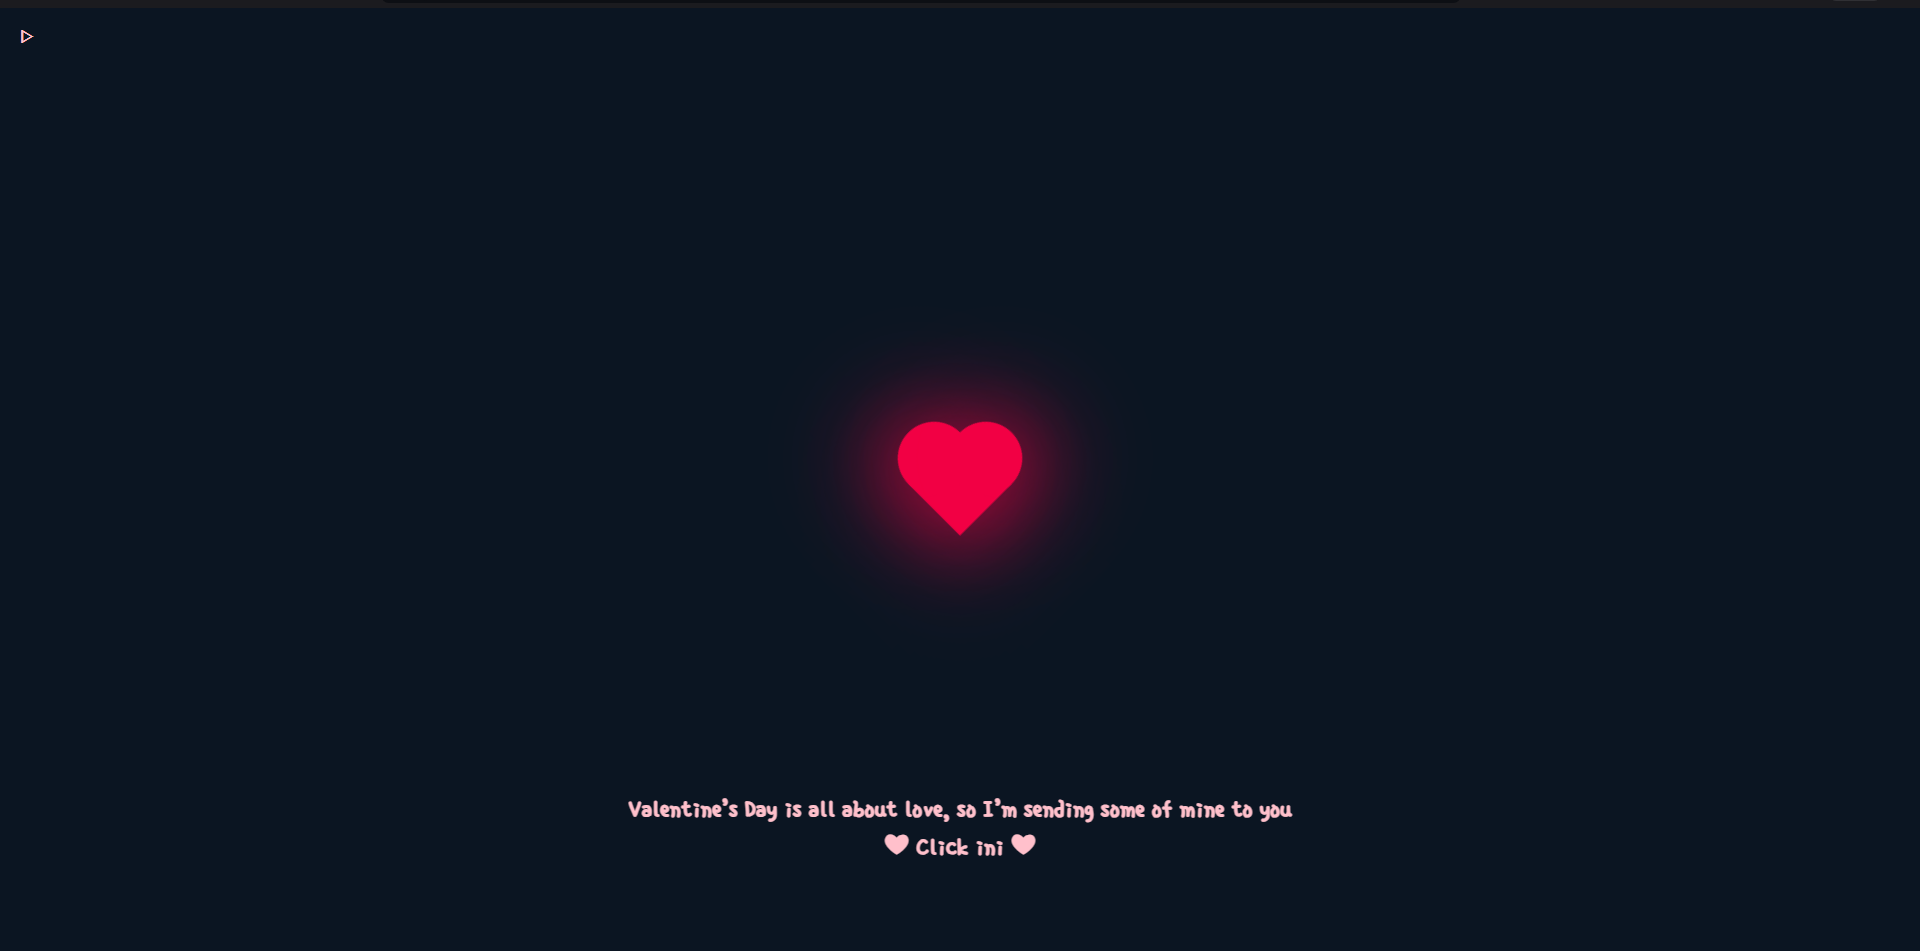 Valentine's Day is all about love, so I'm sending some of mine to you
♥ Click ini ♥